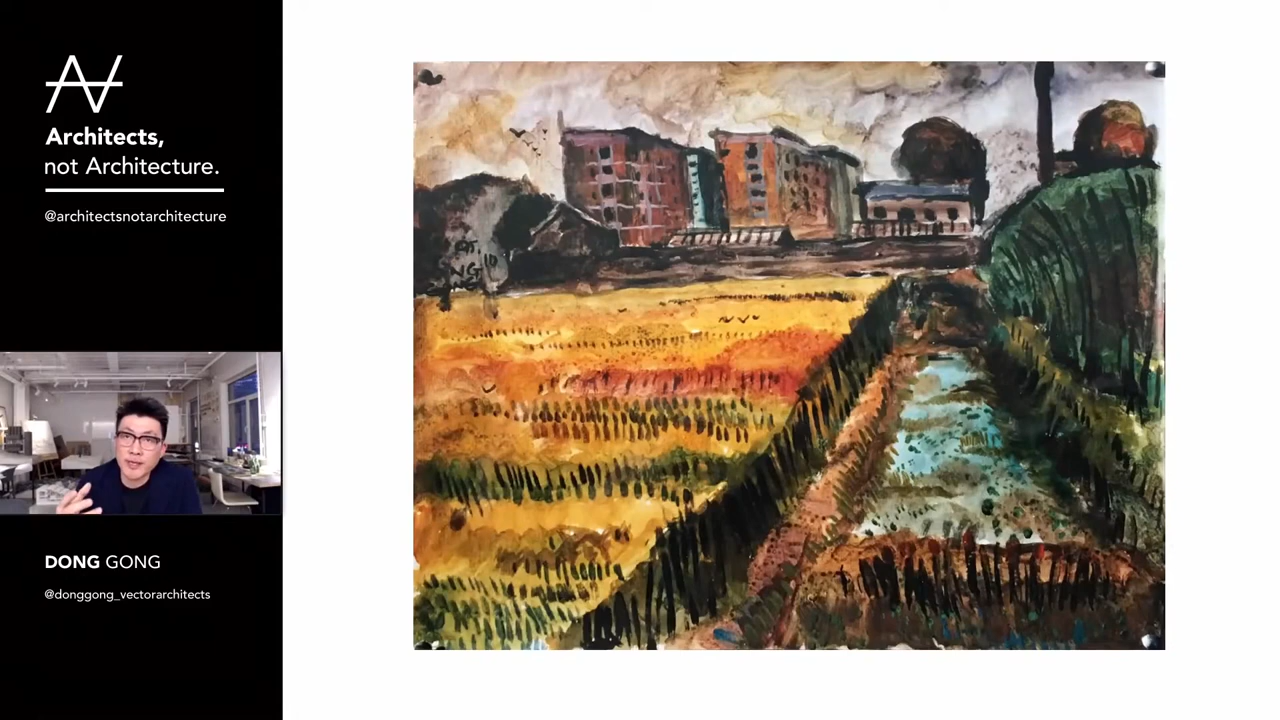 Architects,
not Architecture.
@architectsnotarchitecture
DONG GONG
@donggong_vectorarchitects